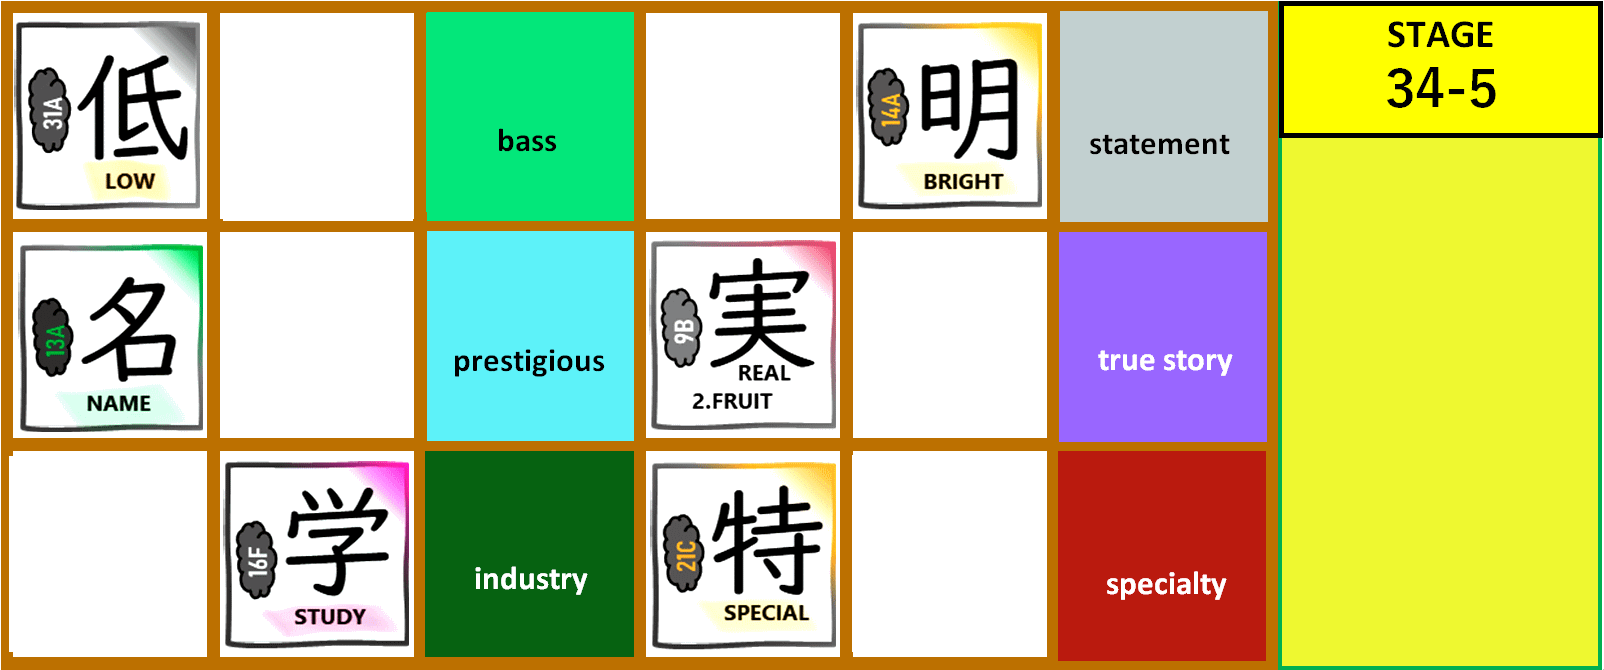 31A
低
LOW
bass
14A
明
BRIGHT
statement
STAGE
34-5
13A
名
NAME
prestigious
9B
実
REAL
2.FRUIT
true story
16F
学
STUDY
industry
21C
特
SPECIAL
specialty